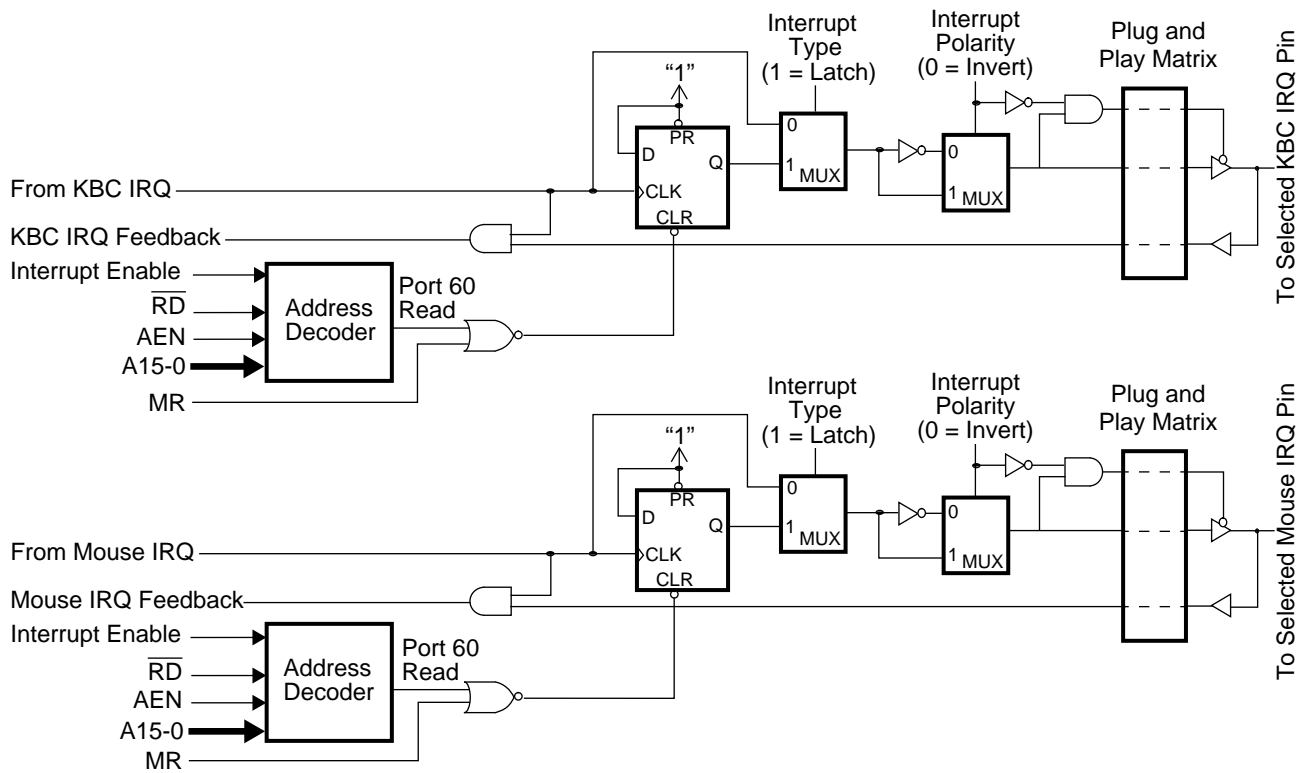 Interrupt
Type
(1 = Latch)
Interrupt
Polarity
(0 = Invert)
Plug and
Play Matrix
“1”
PR
D
Q
CLK
CLR
0
1
MUX
0
1
MUX
From KBC IRQ
KBC IRQ Feedback
Interrupt Enable
RD
AEN
A15-0
MR
Address
Decoder
Port 60
Read
To Selected KBC IRQ Pin
Interrupt
Type
(1 = Latch)
Interrupt
Polarity
(0 = Invert)
Plug and
Play Matrix
“1”
PR
D
Q
CLK
CLR
0
1
MUX
0
1
MUX
From Mouse IRQ
Mouse IRQ Feedback
Interrupt Enable
RD
AEN
A15-0
MR
Address
Decoder
Port 60
Read
To Selected Mouse IRQ Pin